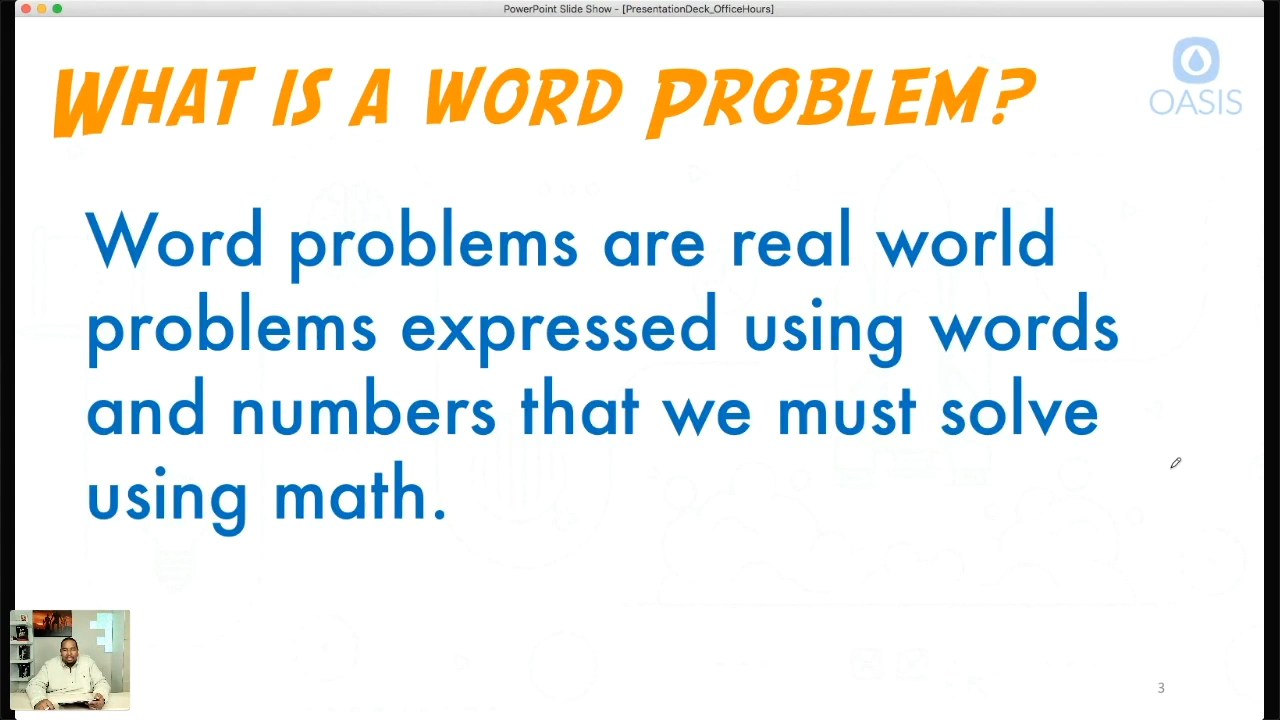 PowerPoint Slide Show - [PresentationDeck_OfficeHours]
WHAT IS A WORD PROBLEM?
OASIS
Word problems are real world
problems expressed using words
and numbers that we must solve
using math.
3